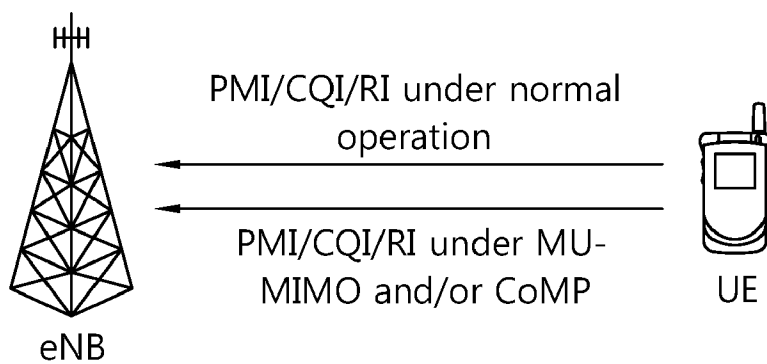 PMI/CQI/RI under normal
operation
PMI/CQI/RI under MU-
MIMO and/or CoMP
eNB
UE